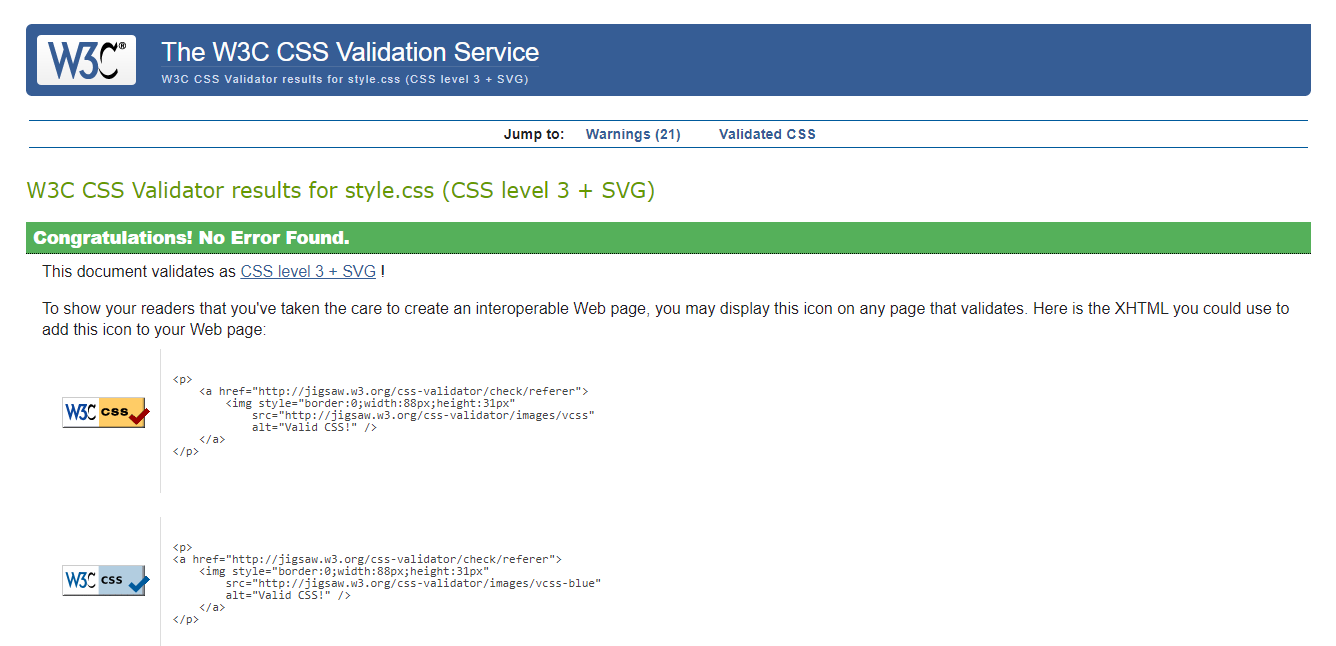 W3C®
The W3C CSS Validation Service
W3C CSS Validator results for style.css (CSS level 3 + SVG)
Jump to: Warnings (21) Validated CSS
W3C CSS Validator results for style.css (CSS level 3 + SVG)
Congratulations! No Error Found.
This document validates as CSS level 3 + SVG !
To show your readers that you've taken the care to create an interoperable Web page, you may display this icon on any page that validates. Here is the XHTML you could use to
add this icon to your Web page:
W3C css
<p>
<a href="http://jigsaw.w3.org/css-validator/check/referer">
<img style="border:0;width:88px;height:31px"
src="http://jigsaw.w3.org/css-validator/images/vcss"
alt="Valid CSS!" />
</a>
</p>
W3C css
<p>
<a href="http://jigsaw.w3.org/css-validator/check/referer">
<img style="border:0;width:88px;height:31px"
src="http://jigsaw.w3.org/css-validator/images/vcss-blue"
alt="Valid CSS!" />
</a>
</p>